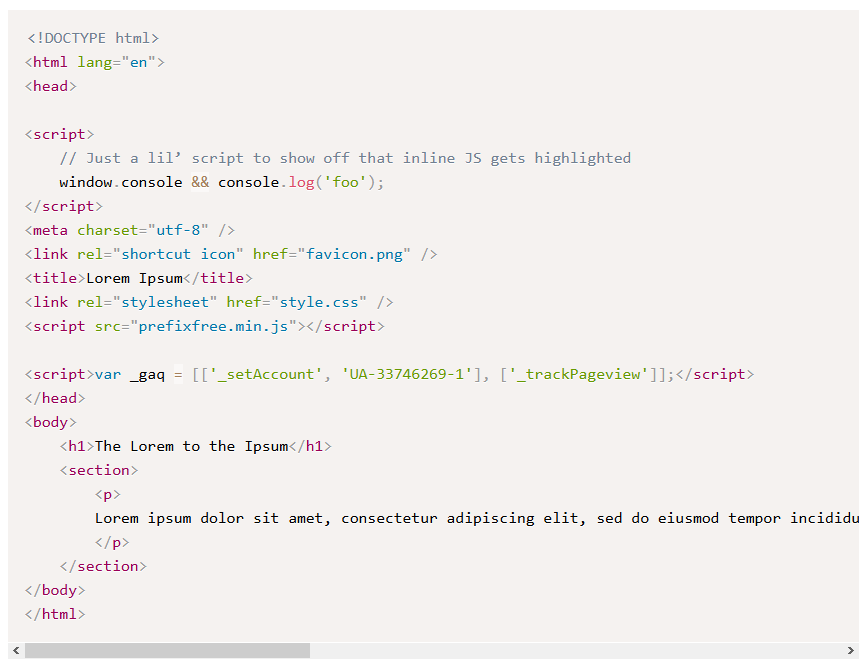 <!DOCTYPE html>
<html lang="en">
<head>

<script>
    // Just a lil’ script to show off that inline JS gets highlighted
    window.console && console.log('foo');
</script>
<meta charset="utf-8" />
<link rel="shortcut icon" href="favicon.png" />
<title>Lorem Ipsum</title>
<link rel="stylesheet" href="style.css" />
<script src="prefixfree.min.js"></script>

<script>var _gaq = [['_setAccount', 'UA-33746269-1'], ['_trackPageview']];</script>
</head>
<body>
    <h1>The Lorem to the Ipsum</h1>
    <section>
        <p>
        Lorem ipsum dolor sit amet, consectetur adipiscing elit, sed do eiusmod tempor incididu
        </p>
    </section>
</body>
</html>